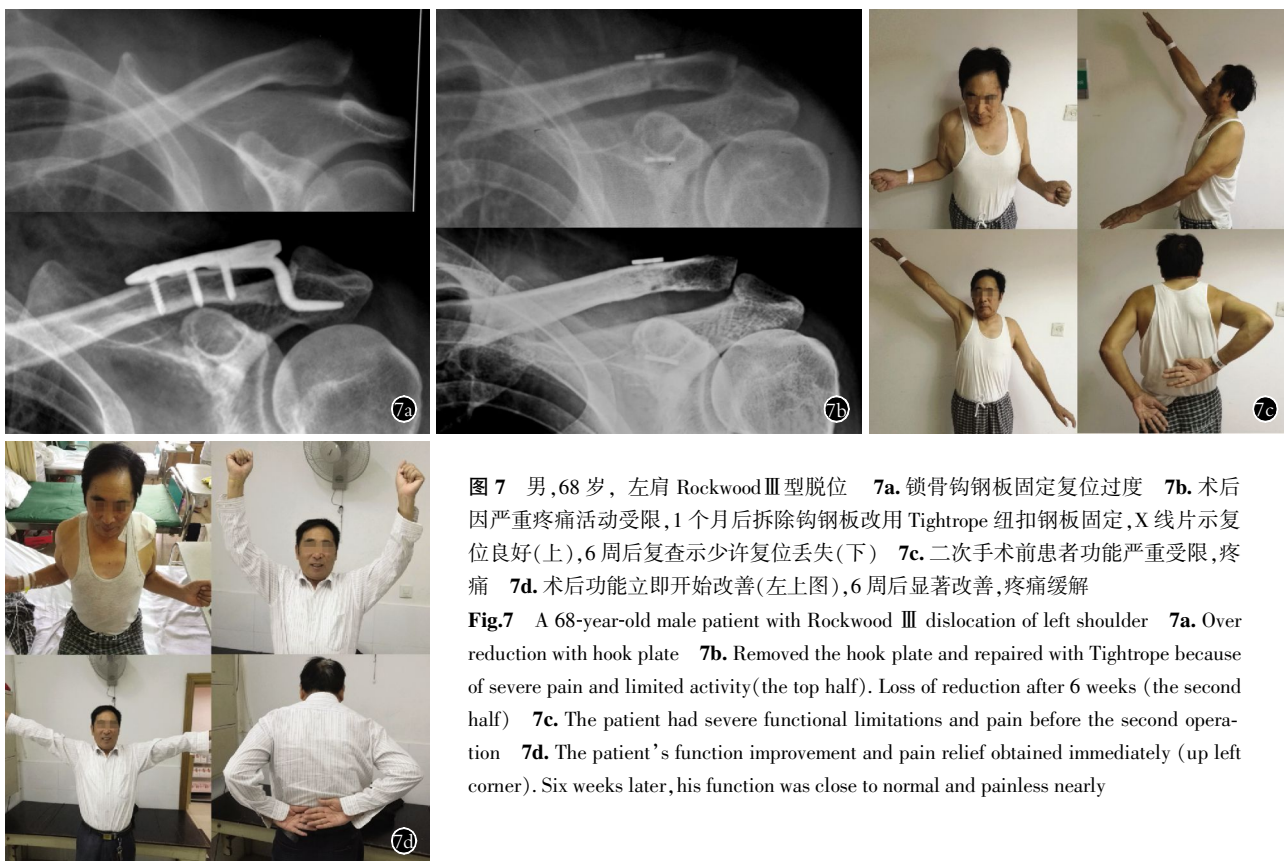 7a
7b
7c
7d
图 7 男,68 岁, 左肩 Rockwood Ⅲ 型脱位 7a. 锁骨钩钢板固定复位过度 7b. 术后
因严重疼痛活动受限,1 个月后拆除钩钢板改用 Tightrope 纽扣钢板固定,X 线片示复
位良好(上),6 周后复查示少许复位丢失(下) 7c. 二次手术前患者功能严重受限,疼
痛 7d. 术后功能立即开始改善(左上图),6 周后显著改善,疼痛缓解
Fig.7 A 68-year-old male patient with Rockwood Ⅲ dislocation of left shoulder 7a. Over
reduction with hook plate 7b. Removed the hook plate and repaired with Tightrope because
of severe pain and limited activity(the top half). Loss of reduction after 6 weeks (the second
half) 7c. The patient had severe functional limitations and pain before the second opera-
tion 7d. The patient's function improvement and pain relief obtained immediately (up left
corner). Six weeks later, his function was close to normal and painless nearly